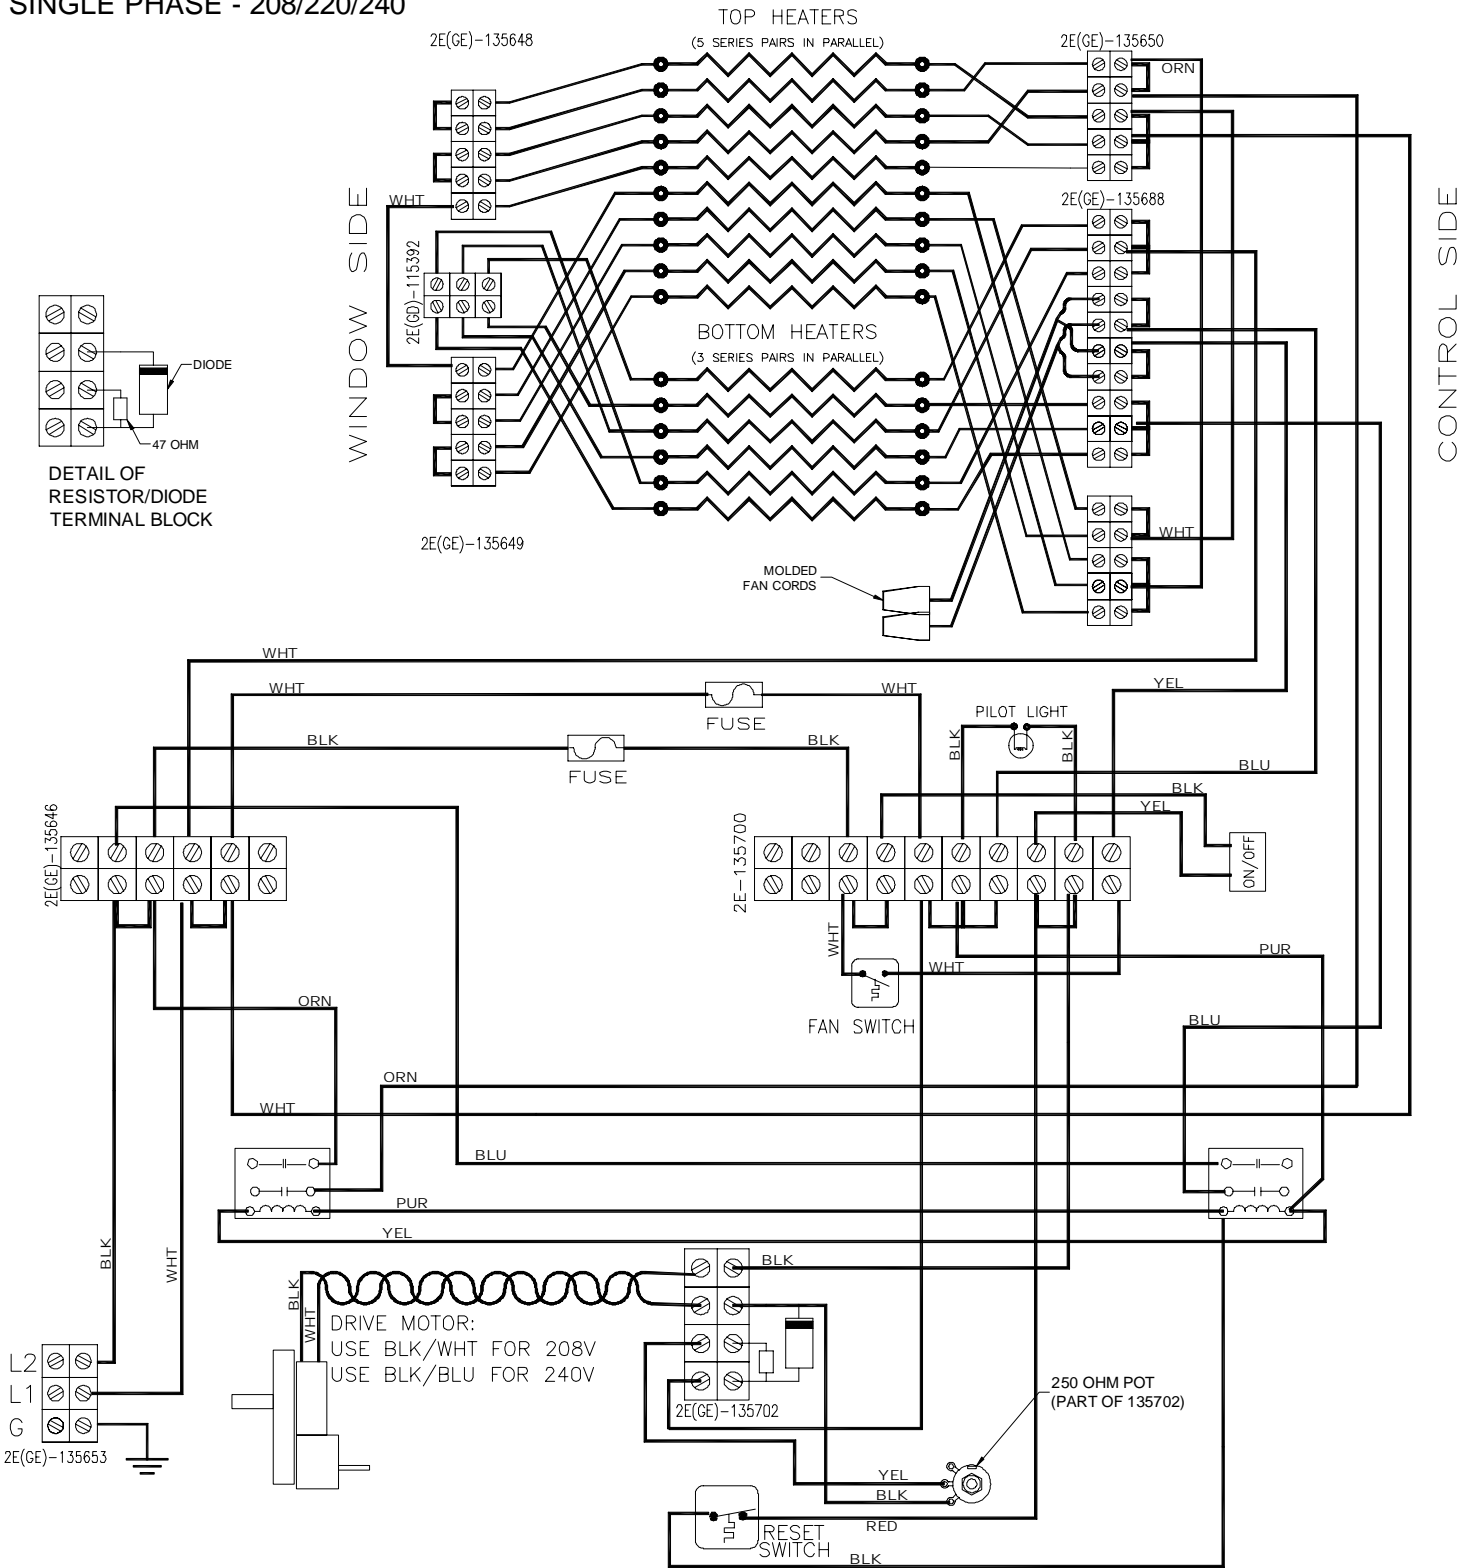 SINGLE PHASE - 208/220/240
TOP HEATERS
(5 SERIES PAIRS IN PARALLEL)
2E(GE)-135648
2E(GE)-135650
ORN
WHT
WINDOW SIDE
CONTROL SIDE
2E(GE)-135688
2E(GD)-115392
BOTTOM HEATERS
(3 SERIES PAIRS IN PARALLEL)
DIODE
47 OHM
DETAIL OF
RESISTOR/DIODE
TERMINAL BLOCK
2E(GE)-135649
WHT
MOLDED
FAN CORDS
WHT
WHT
WHT
YEL
FUSE
PILOT LIGHT
BLK
BLK
BLK
BLK
FUSE
BLU
BLK
YEL
2E(GE)-135646
2E-135700
ON/OFF
WHT
WHT
PUR
FAN SWITCH
ORN
BLU
ORN
WHT
BLU
PUR
YEL
BLK
WHT
BLK
BLK
WHT
DRIVE MOTOR:
USE BLK/WHT FOR 208V
USE BLK/BLU FOR 240V
L2
L1
G
2E(GE)-135653
2E(GE)-135702
250 OHM POT
(PART OF 135702)
YEL
BLK
RED
RESET
SWITCH
BLK